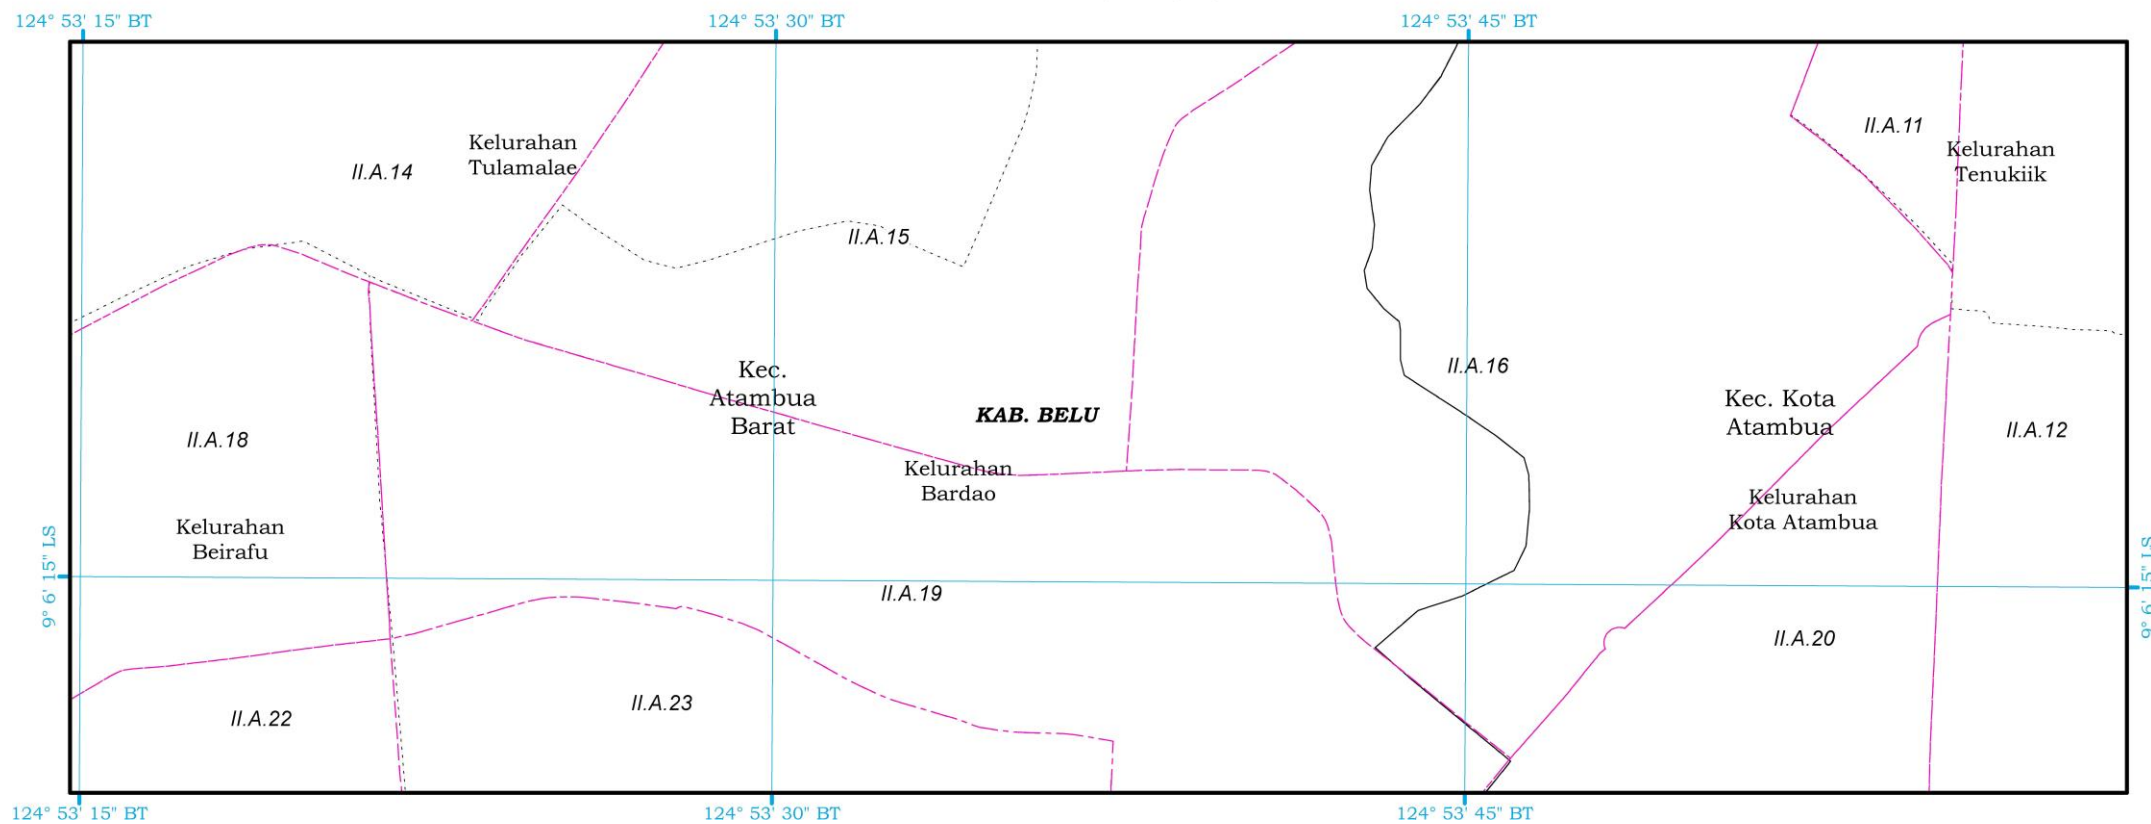 124° 53' 15" BT
124° 53' 30" BT
124° 53' 45" BT
II.A.11
Kelurahan
Tulamalae
Kelurahan
Tenukiik
II.A.14
II.A.15
Kec.
Atambua
Barat
II.A.16
KAB. BELU
Kec. Kota
Atambua
II.A.12
II.A.18
Kelurahan
Bardao
Kelurahan
Kota Atambua
Kelurahan
Beirafu
9° 6' 15" LS
9° 6' 15" LS
II.A.19
II.A.20
II.A.22
II.A.23
124° 53' 15" BT
124° 53' 30" BT
124° 53' 45" BT